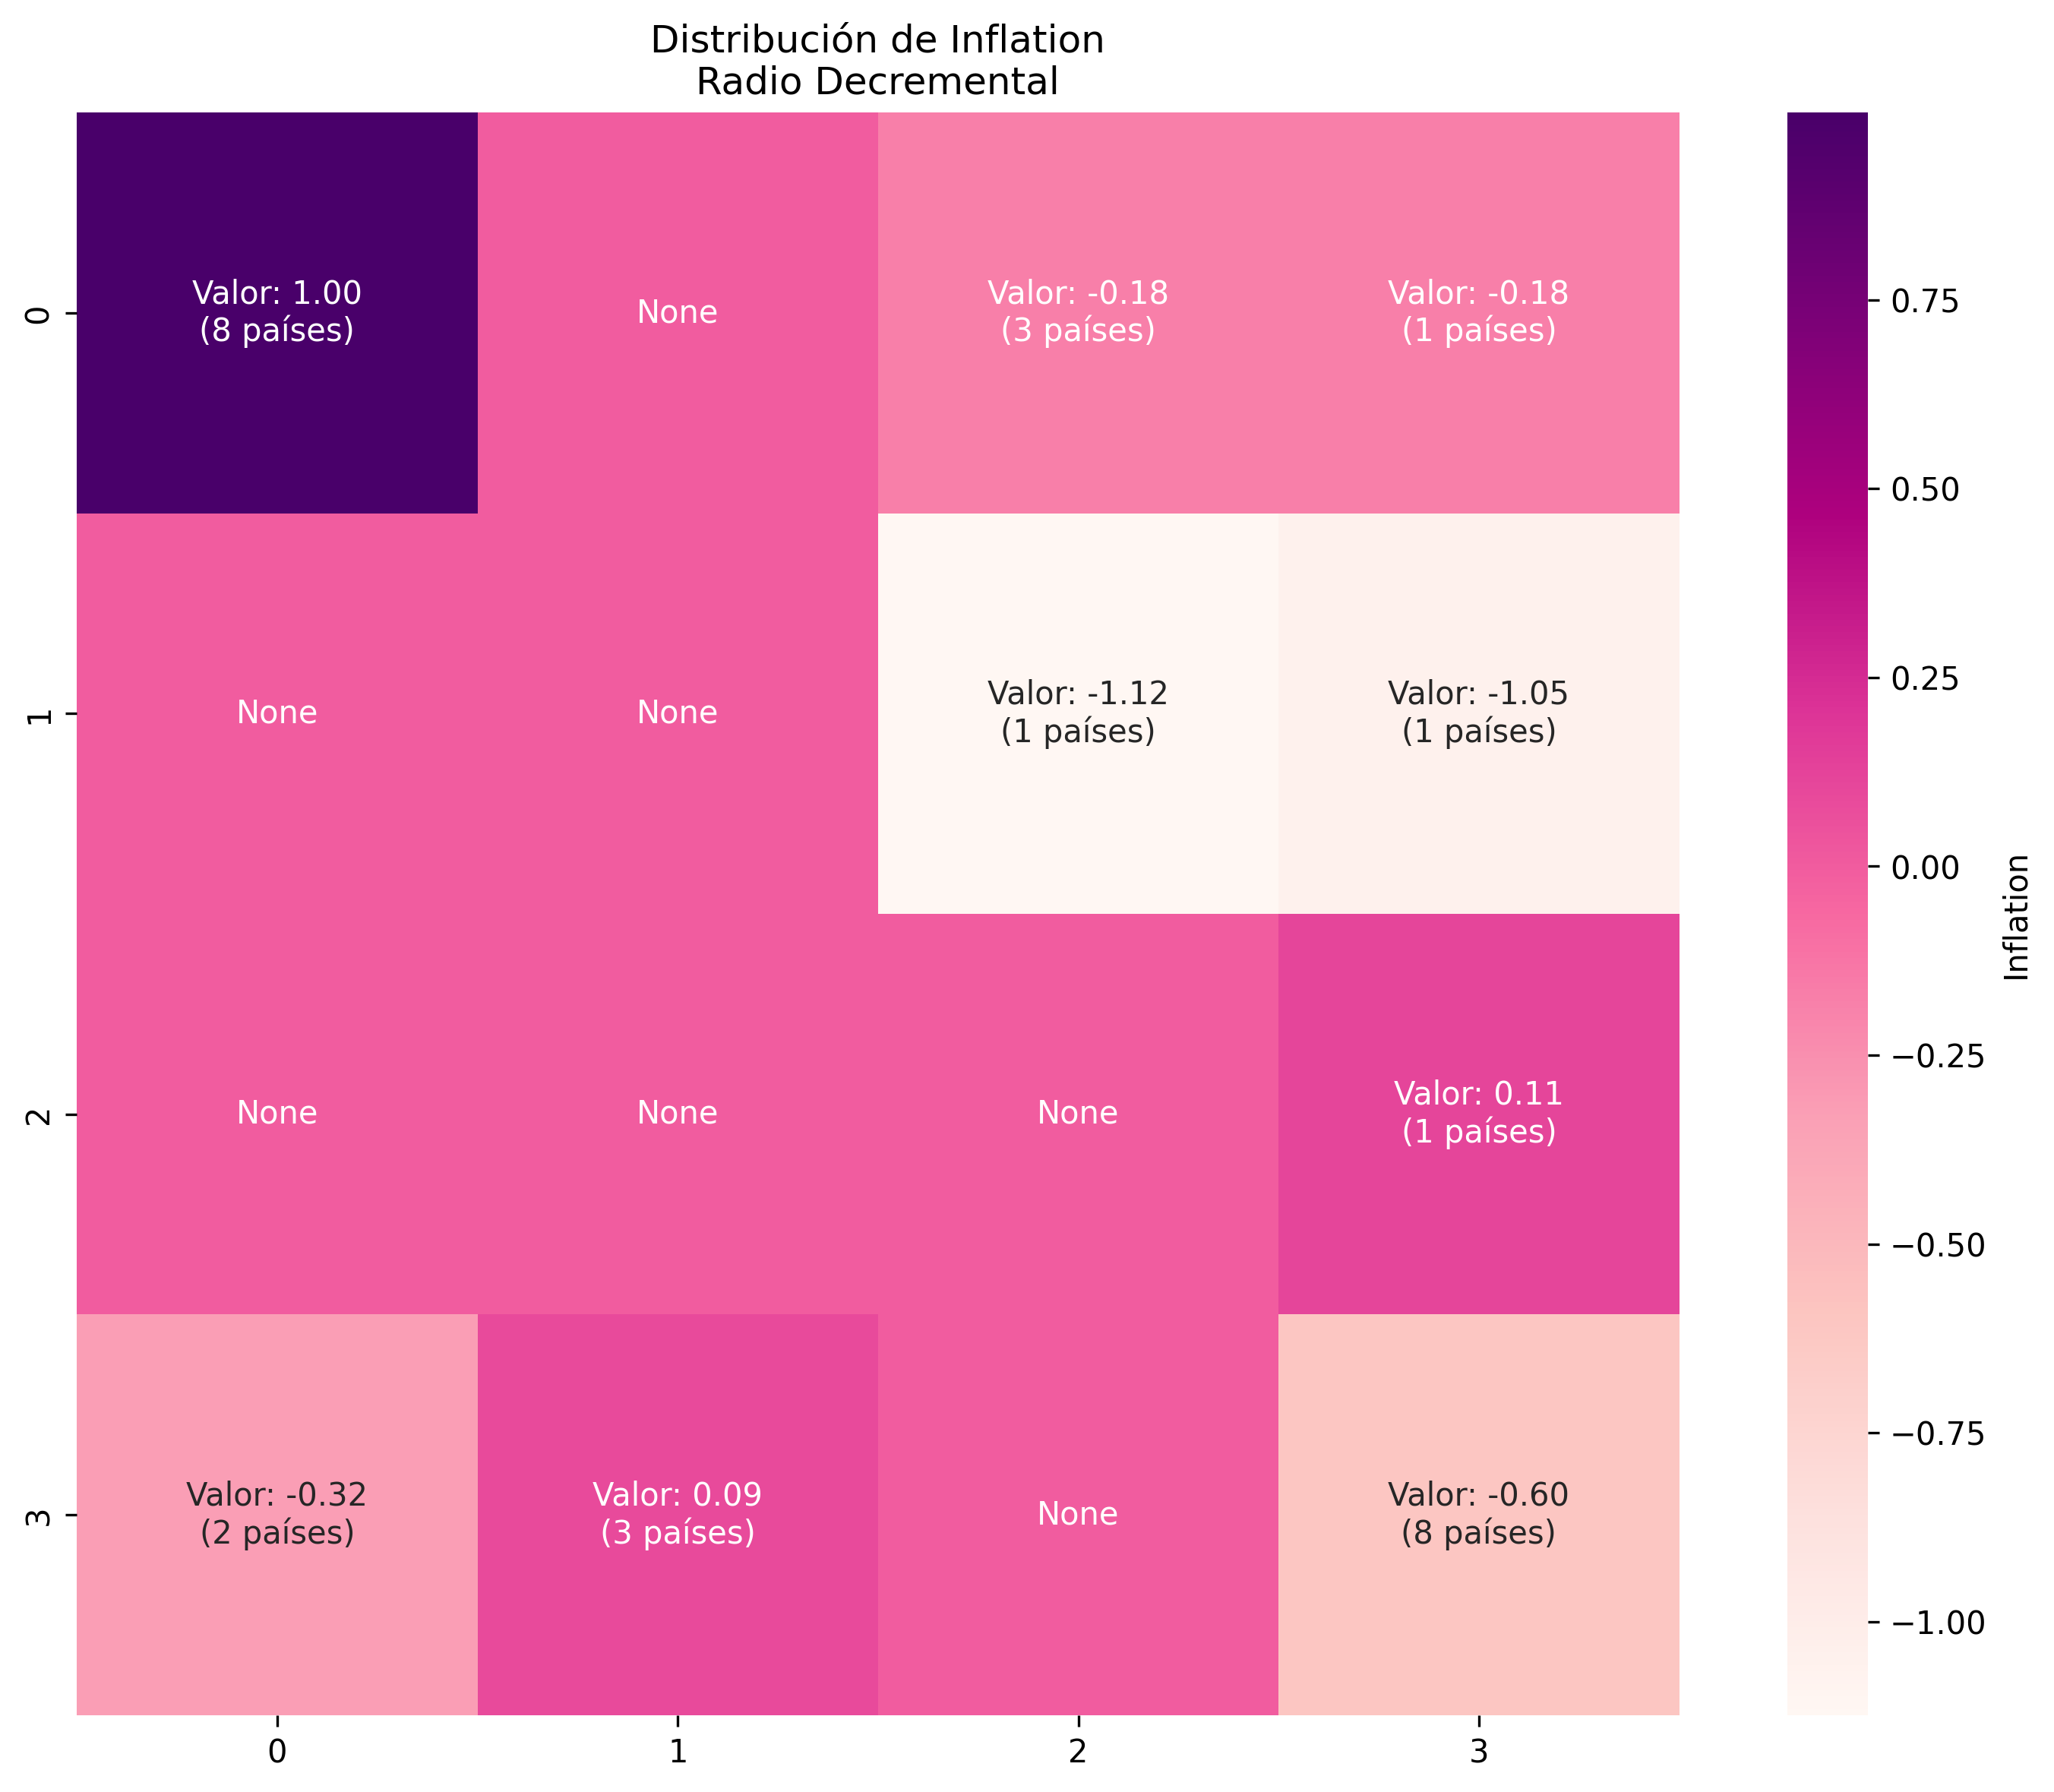 Distribución de Inflation
Radio Decremental
0
Valor: 1.00
(8 países)
None
Valor: -0.18
(3 países)
Valor: -0.18
(1 países)
1
None
None
Valor: -1.12
(1 países)
Valor: -1.05
(1 países)
2
None
None
None
Valor: 0.11
(1 países)
3
Valor: -0.32
(2 países)
Valor: 0.09
(3 países)
None
Valor: -0.60
(8 países)
0
1
2
3
0.75
0.50
0.25
0.00
−0.25
−0.50
−0.75
−1.00
Inflation